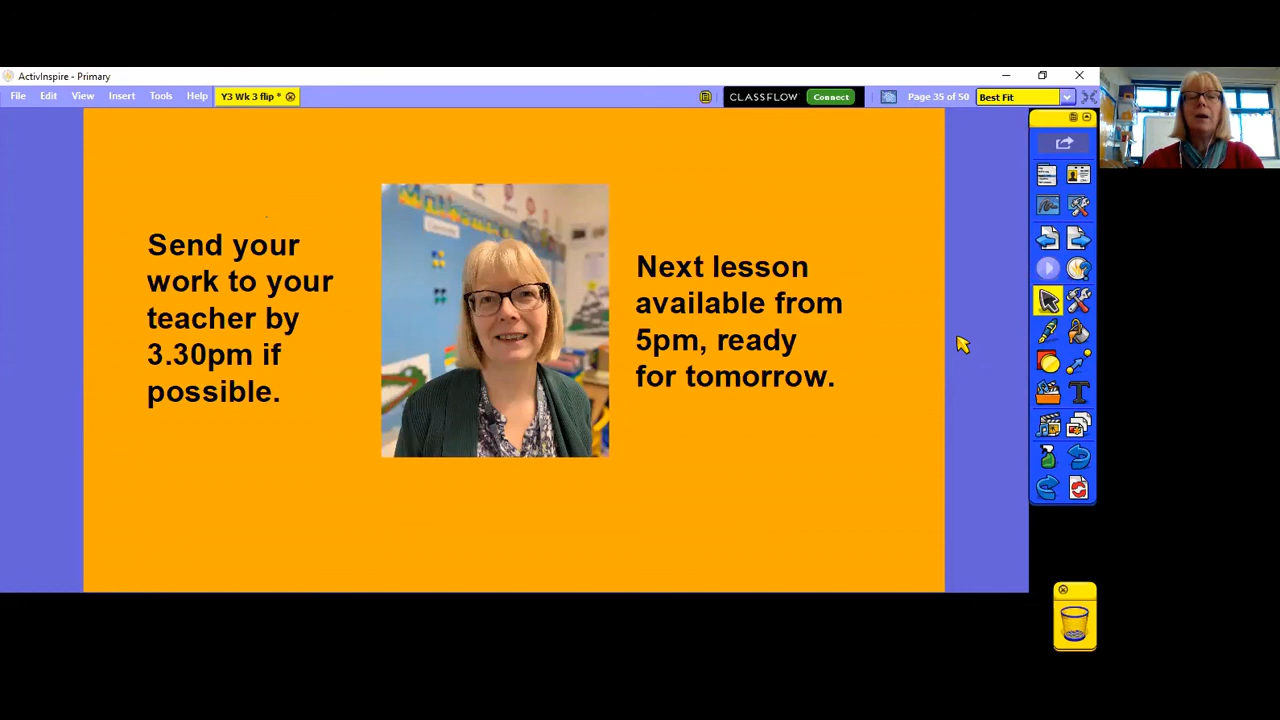 ActivInspire - Primary
File Edit View Insert Tools Help Y3 Wk 3 flip * CLASSFLOW Connect Page 35 of 50 Best Fit
Send your
work to your
teacher by
3.30pm if
possible.
Next lesson
available from
5pm, ready
for tomorrow.